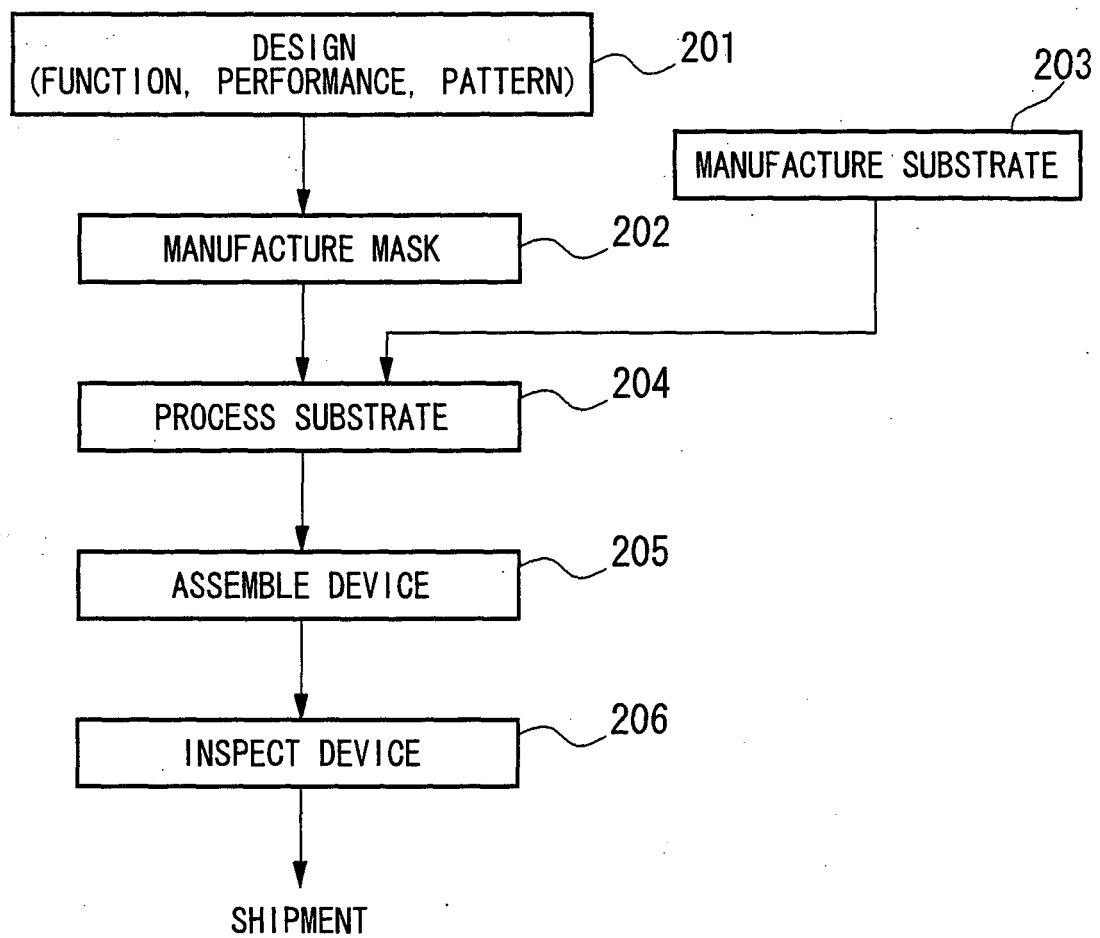 DESIGN
(FUNCTION, PERFORMANCE, PATTERN)
201
203
MANUFACTURE SUBSTRATE
MANUFACTURE MASK
202
PROCESS SUBSTRATE
204
ASSEMBLE DEVICE
205
INSPECT DEVICE
206
SHIPMENT